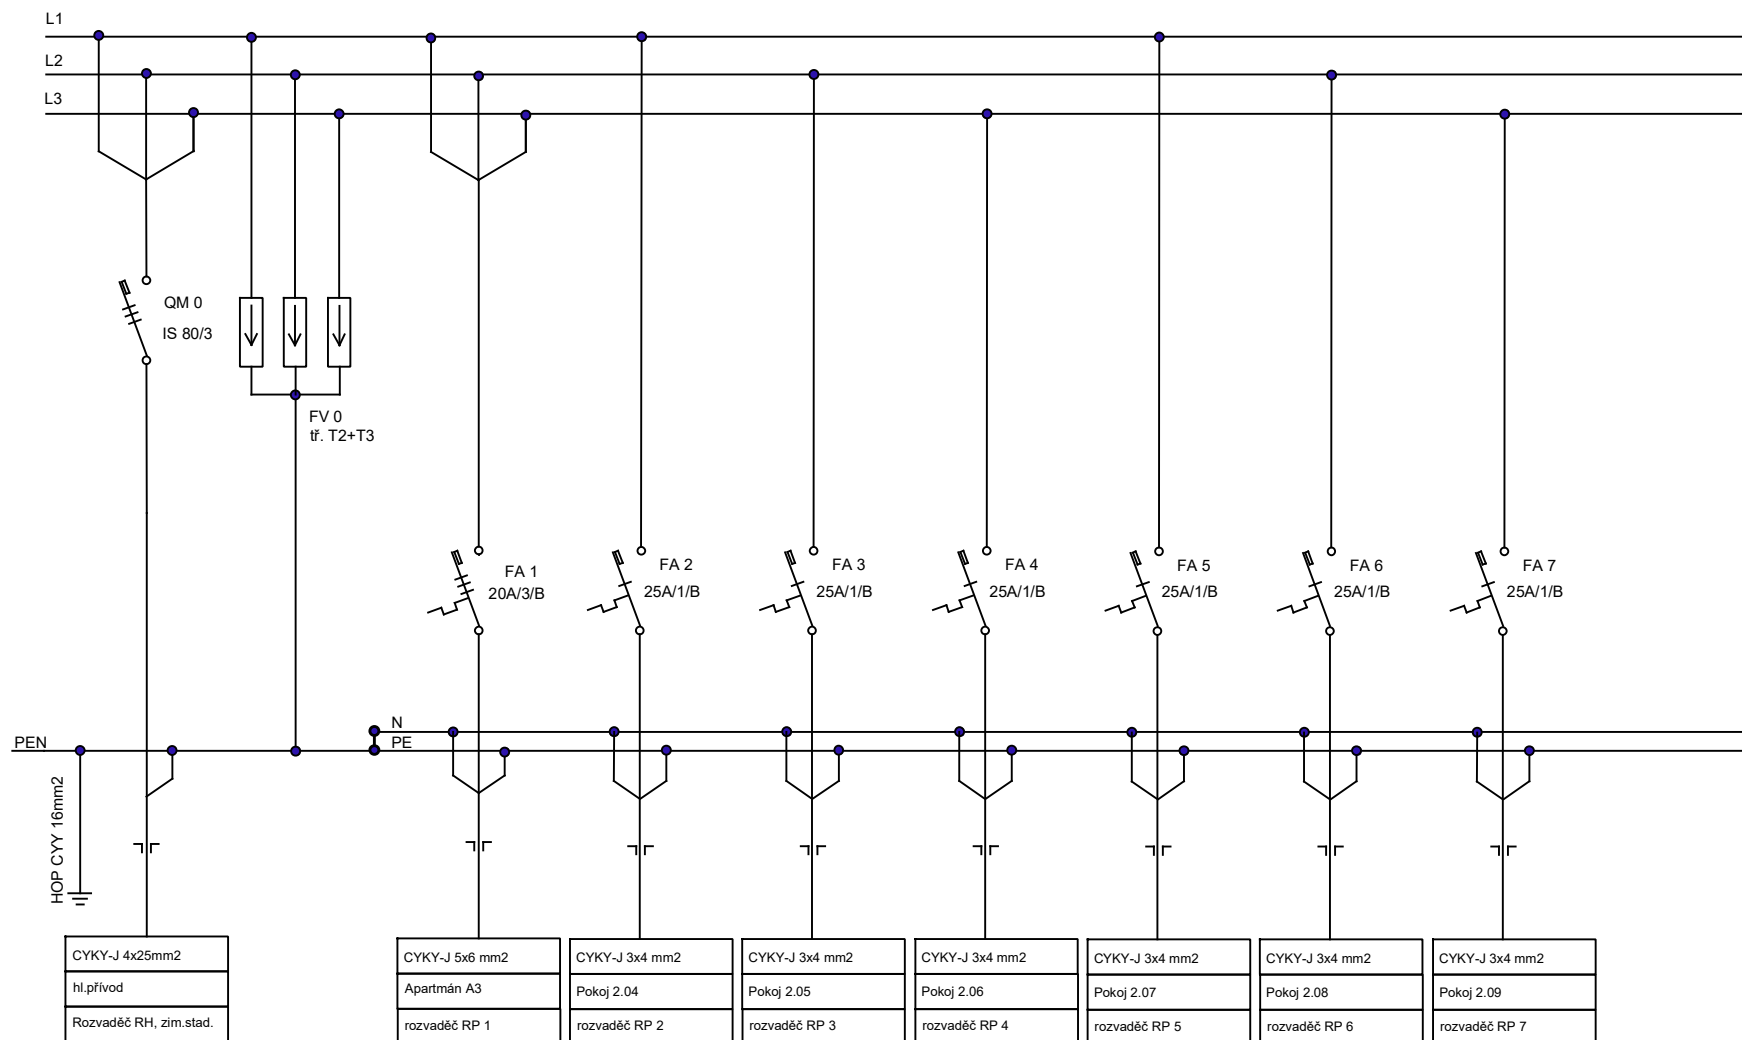 L1
L2
L3
QM 0
IS 80/3
FV 0
tř. T2+T3
FA 1
20A/3/B
FA 2
25A/1/B
FA 3
25A/1/B
FA 4
25A/1/B
FA 5
25A/1/B
FA 6
25A/1/B
FA 7
25A/1/B
N
PE
PEN
HOP CYY 16mm2
CYKY-J 4x25mm2
hl.přívod
Rozvaděč RH, zim.stad.
CYKY-J 5x6 mm2
Apartmán A3
rozvaděč RP 1
CYKY-J 3x4 mm2
Pokoj 2.04
rozvaděč RP 2
CYKY-J 3x4 mm2
Pokoj 2.05
rozvaděč RP 3
CYKY-J 3x4 mm2
Pokoj 2.06
rozvaděč RP 4
CYKY-J 3x4 mm2
Pokoj 2.07
rozvaděč RP 5
CYKY-J 3x4 mm2
Pokoj 2.08
rozvaděč RP 6
CYKY-J 3x4 mm2
Pokoj 2.09
rozvaděč RP 7